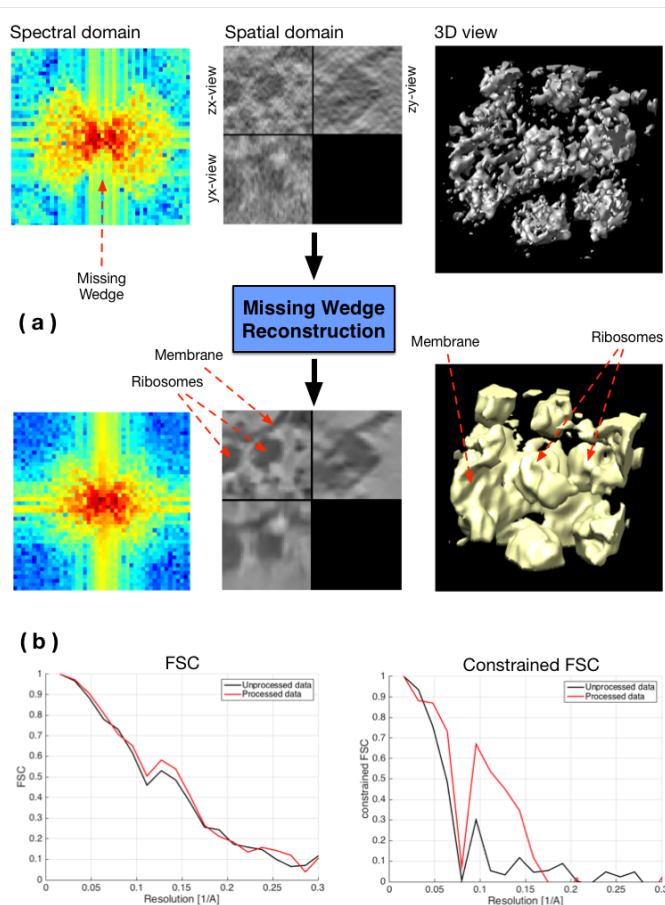 Spectral domain
Spatial domain
3D view
zx-view
zy-view
yx-view
Missing
Wedge
( a )
Missing Wedge
Reconstruction
Membrane
Ribosomes
Membrane
Ribosomes
( b )
FSC
Unprocessed data
Processed data
1
0.9
0.8
0.7
0.6
0.5
0.4
0.3
0.2
0.1
0
FSC
0
0.05
0.1
0.15
0.2
0.25
0.3
Resolution [1/A]
Constrained FSC
Unprocessed data
Processed data
1
0.9
0.8
0.7
0.6
0.5
0.4
0.3
0.2
0.1
0
constrained FSC
0
0.05
0.1
0.15
0.2
0.25
0.3
Resolution [1/A]